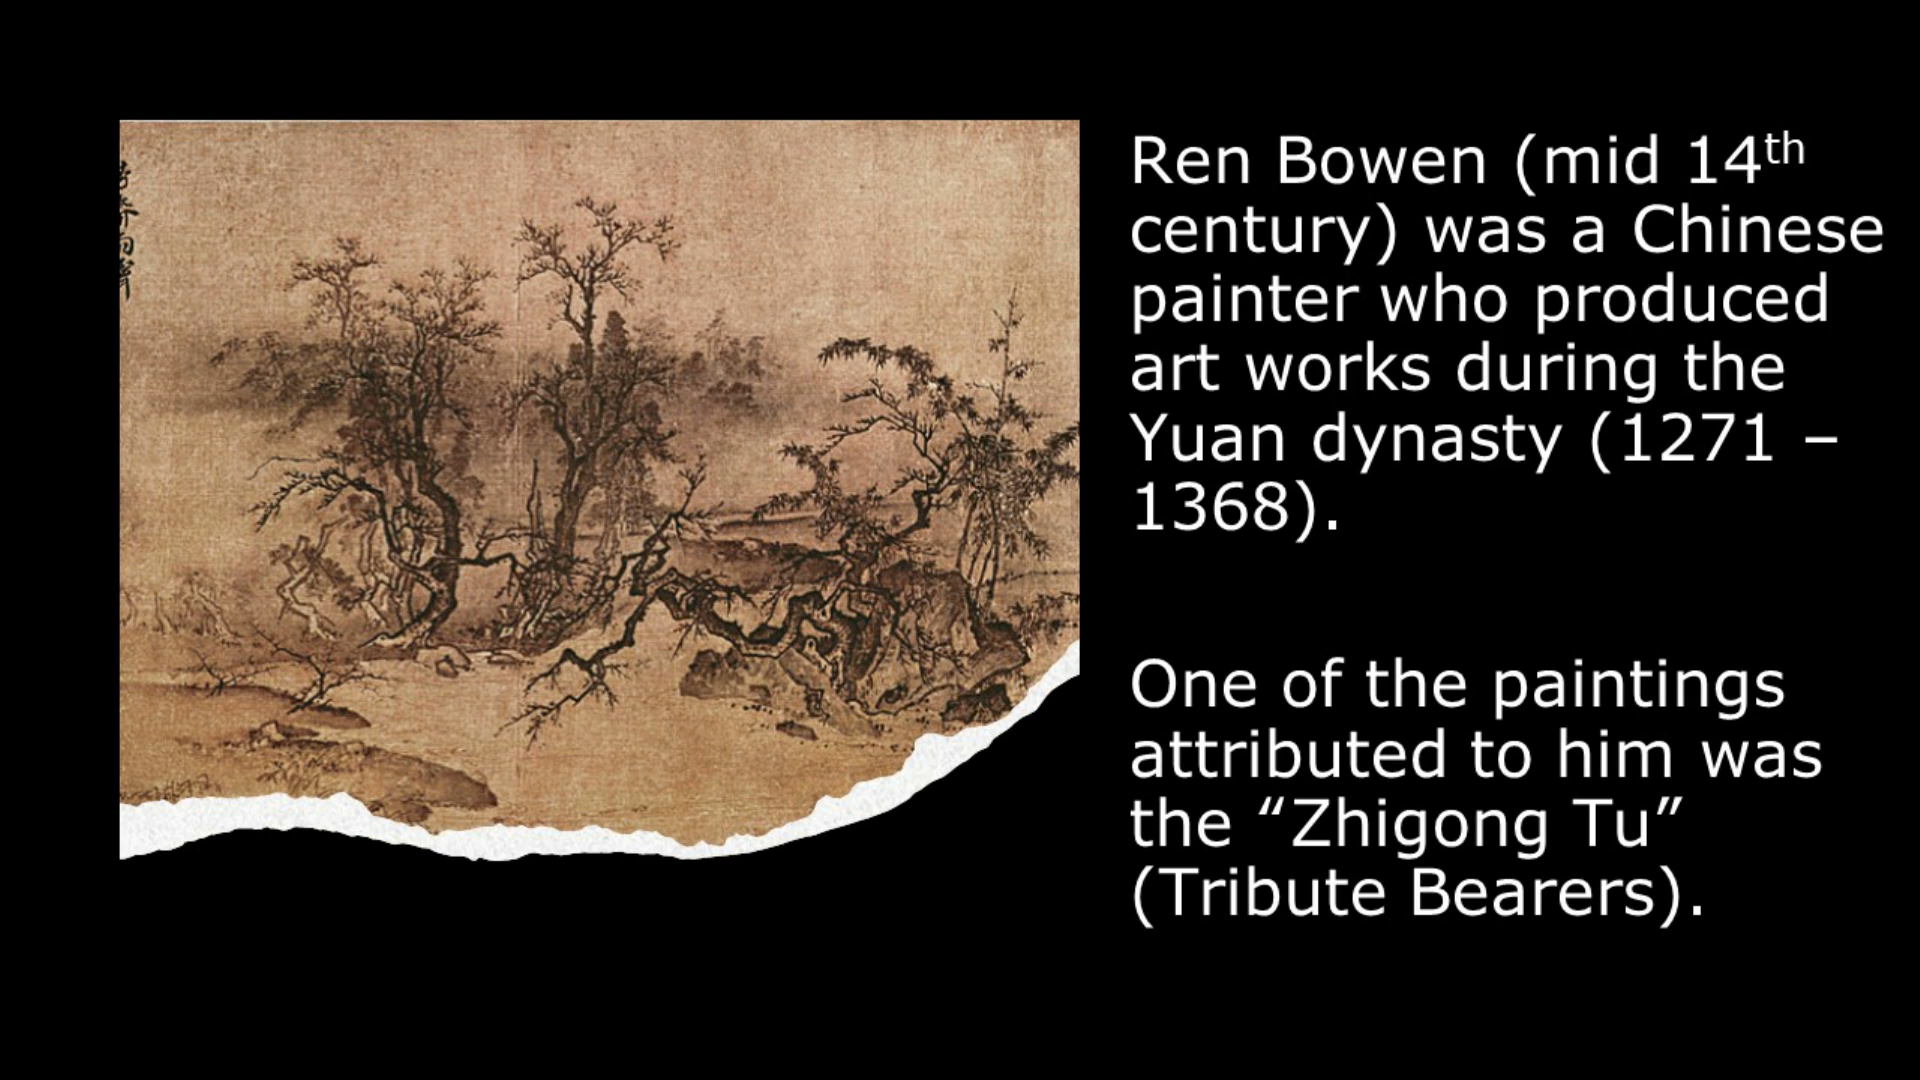 Ren Bowen (mid 14th
century) was a Chinese
painter who produced
art works during the
Yuan dynasty (1271 –
1368).
One of the paintings
attributed to him was
the “Zhigong Tu”
(Tribute Bearers).